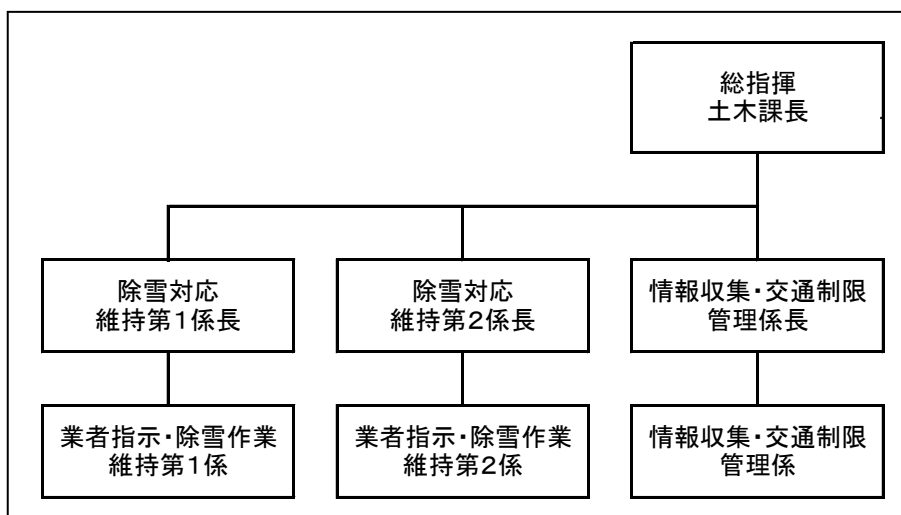 総指揮
土木課長
除雪対応
維持第1係長
除雪対応
維持第2係長
情報収集・交通制限
管理係長
業者指示・除雪作業
維持第1係
業者指示・除雪作業
維持第2係
情報収集・交通制限
管理係